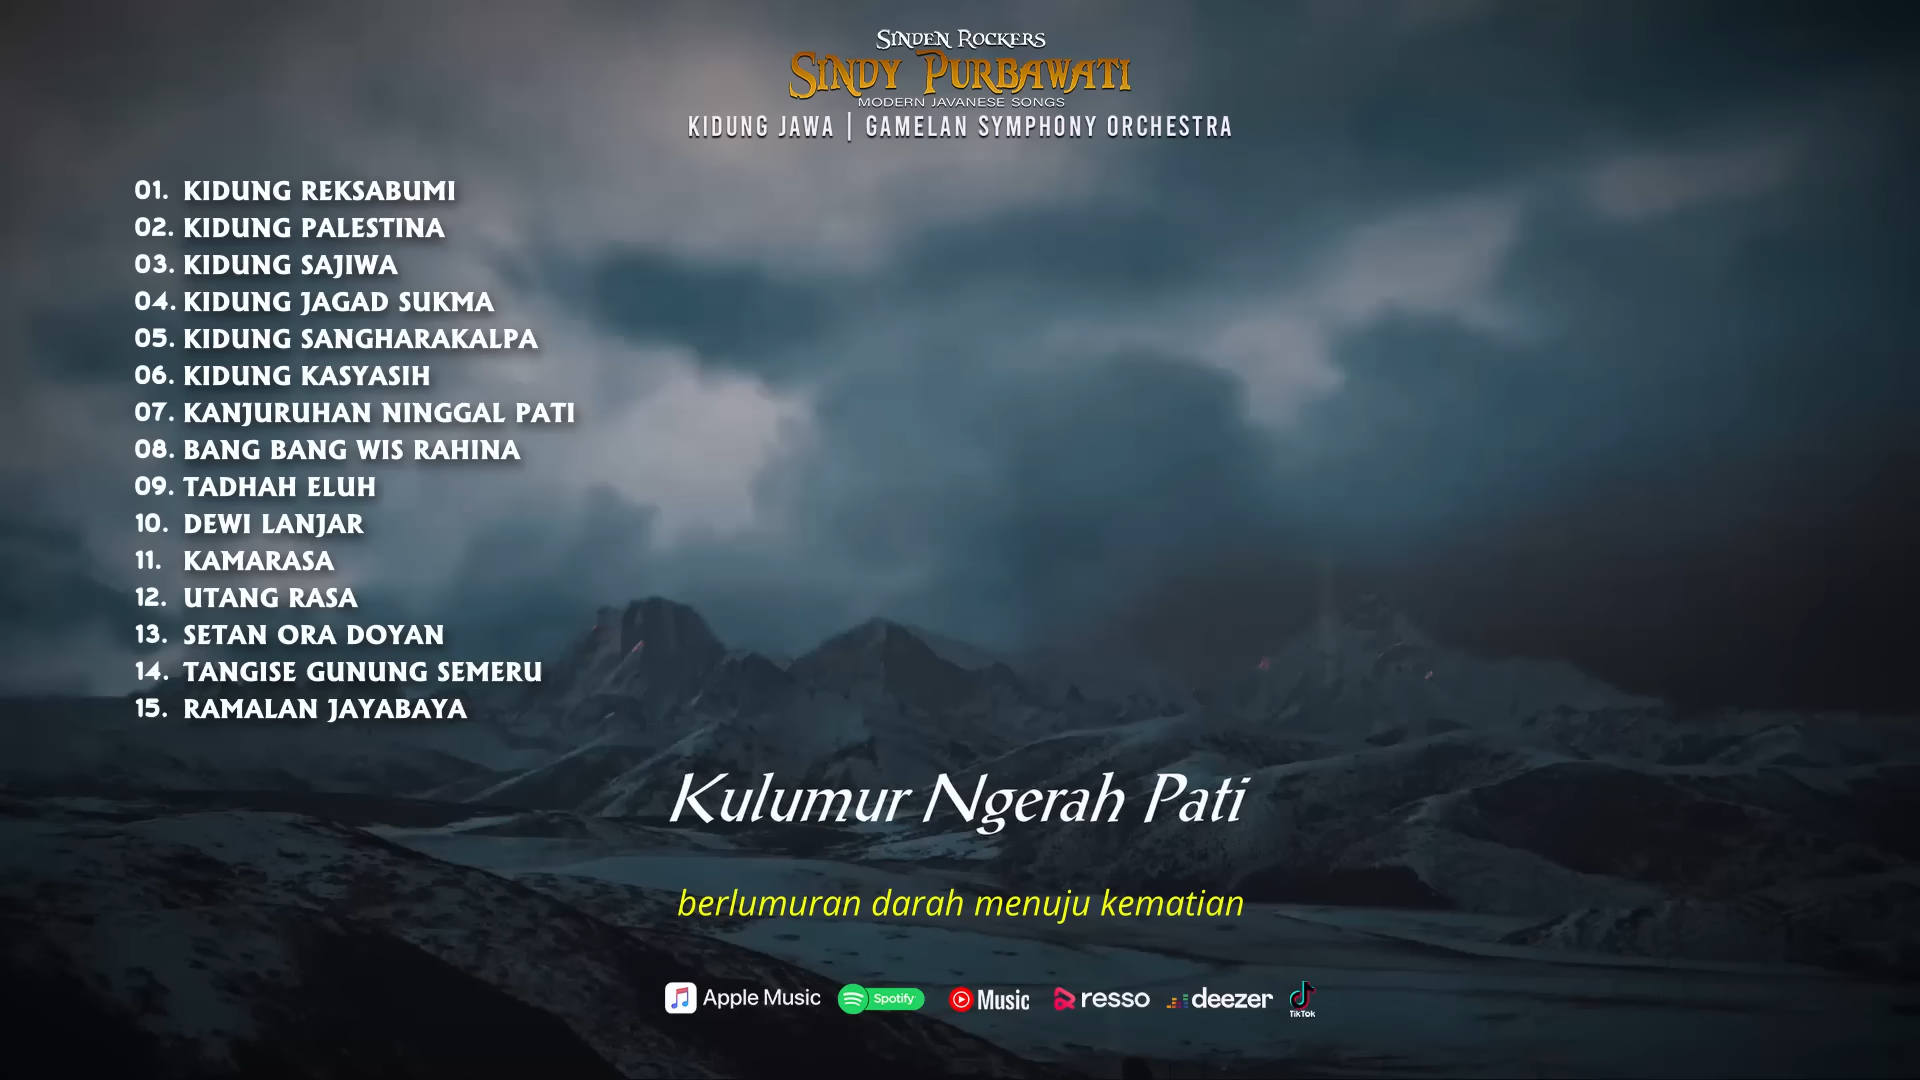 SINDEN ROCKERS
SINDY PURBAWATI
MODERN JAVANESE SONGS
KIDUNG JAWA | GAMELAN SYMPHONY ORCHESTRA
01. KIDUNG REKSABUMI
02. KIDUNG PALESTINA
03. KIDUNG SAJIWA
04. KIDUNG JAGAD SUKMA
05. KIDUNG SANGHARAKALPA
06. KIDUNG KASYASIH
07. KANJURUHAN NINGGAL PATI
08. BANG BANG WIS RAHINA
09. TADHAH ELUH
10. DEWI LANJAR
11. KAMARASA
12. UTANG RASA
13. SETAN ORA DOYAN
14. TANGISE GUNUNG SEMERU
15. RAMALAN JAYABAYA
Kulumur Ngerah Pati
berlumuran darah menuju kematian
Apple Music Spotify Music resso deezer TikTok